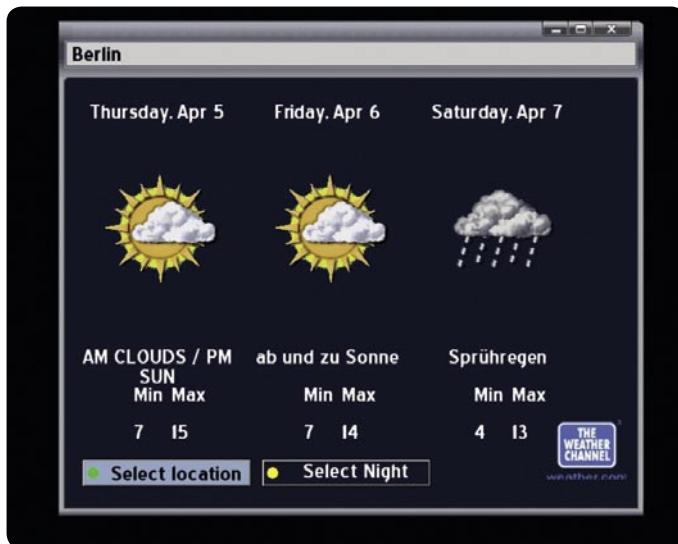 Berlin
Thursday, Apr 5
Friday, Apr 6
Saturday, Apr 7
AM CLOUDS / PM
SUN
ab und zu Sonne
Sprühregen
Min Max
Min Max
Min Max
7 15
7 14
4 13
Select location
Select Night
THE
WEATHER
CHANNEL
weather.com